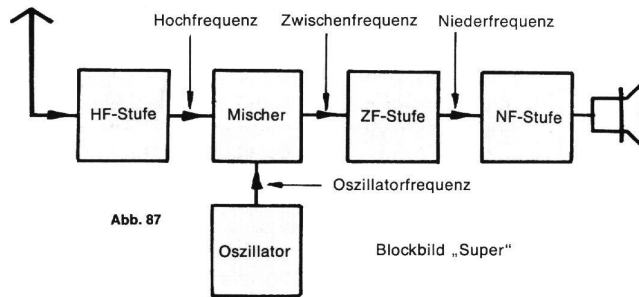 Hochfrequenz
Zwischenfrequenz
Niederfrequenz
HF-Stufe
Mischer
ZF-Stufe
NF-Stufe
Oszillatorfrequenz
Abb. 87
Oszillator
Blockbild „Super“